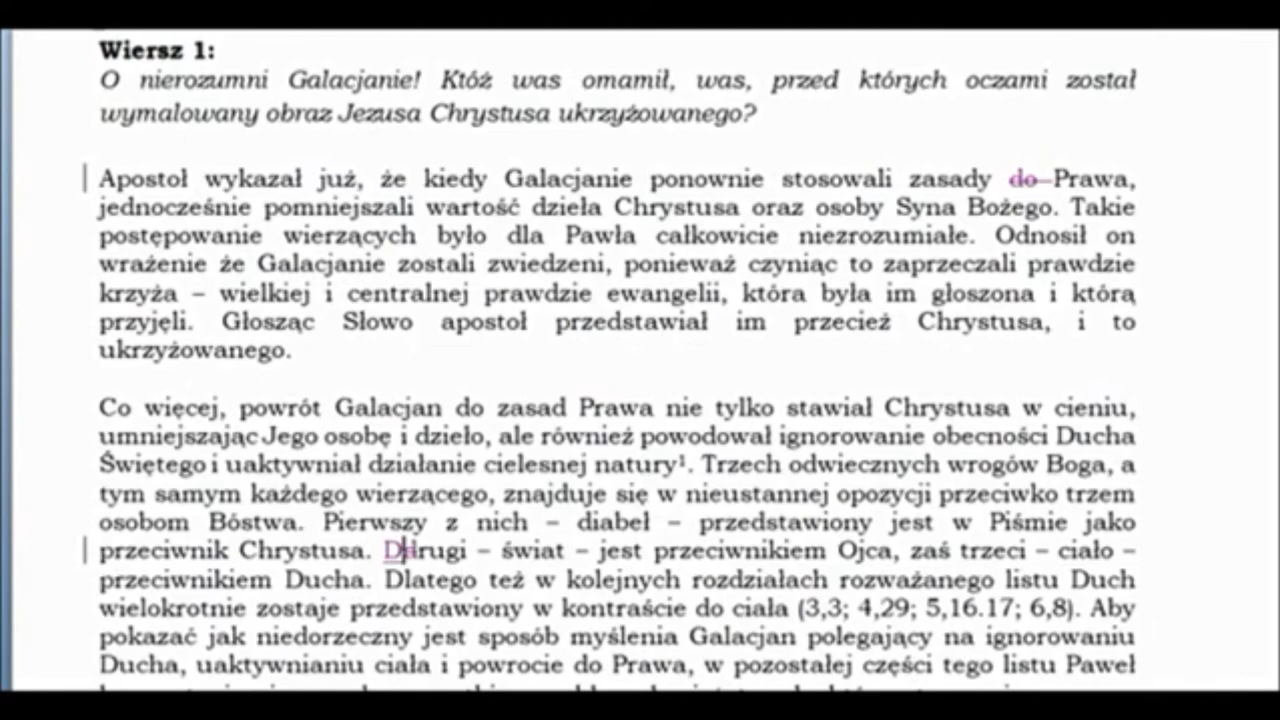 Wiersz 1:
O nierozumni Galacjanie! Któż was omamił, was, przed których oczami został
wymalowany obraz Jezusa Chrystusa ukrzyżowanego?
Apostoł wykazał już, że kiedy Galacjanie ponownie stosowali zasady do Prawa,
jednocześnie pomniejszali wartość dzieła Chrystusa oraz osoby Syna Bożego. Takie
postępowanie wierzących było dla Pawła całkowicie niezrozumiałe. Odnosił on
wrażenie że Galacjanie zostali zwiedzeni, ponieważ czyniąc to zaprzeczali prawdzie
krzyża – wielkiej i centralnej prawdzie ewangelii, która była im głoszona i którą
przyjęli. Głosząc Słowo apostoł przedstawiał im przecież Chrystusa, i to
ukrzyżowanego.
Co więcej, powrót Galacjan do zasad Prawa nie tylko stawiał Chrystusa w cieniu,
umniejszając Jego osobę i dzieło, ale również powodował ignorowanie obecności Ducha
Świętego i uaktywniał działanie cielesnej natury¹. Trzech odwiecznych wrogów Boga, a
tym samym każdego wierzącego, znajduje się w nieustannej opozycji przeciwko trzem
osobom Bóstwa. Pierwszy z nich – diabeł – przedstawiony jest w Piśmie jako
przeciwnik Chrystusa. Ddrugi – świat – jest przeciwnikiem Ojca, zaś trzeci – ciało –
przeciwnikiem Ducha. Dlatego też w kolejnych rozdziałach rozważanego listu Duch
wielokrotnie zostaje przedstawiony w kontraście do ciała (3,3; 4,29; 5,16.17; 6,8). Aby
pokazać jak niedorzeczny jest sposób myślenia Galacjan polegający na ignorowaniu
Ducha, uaktywnianiu ciała i powrocie do Prawa, w pozostałej części tego listu Paweł